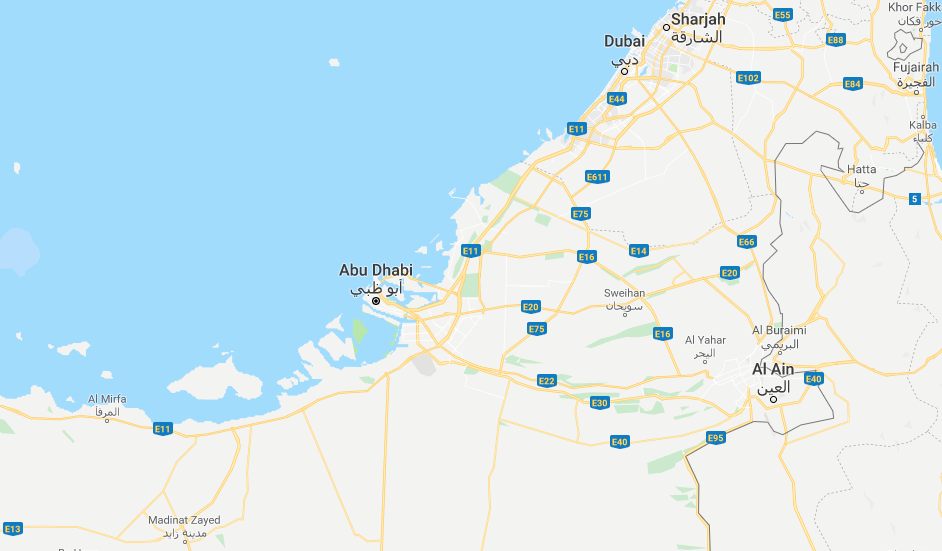 Khor Fakk
خور فكان
Sharjah
الشارقة
E55
E88
Dubai
دبي
Fujairah
الفجيرة
E102
E84
E44
Kalba
كلباء
E11
Hatta
حتا
E611
5
E75
E66
E11
E14
E16
Abu Dhabi
أبو ظبي
E20
Sweihan
سويحان
E20
E75
E16
Al Buraimi
البريمي
Al Yahar
اليحر
Al Ain
العين
E22
E40
Al Mirfa
المرفأ
E30
E11
E95
E40
Madinat Zayed
مدينة زايد
E13